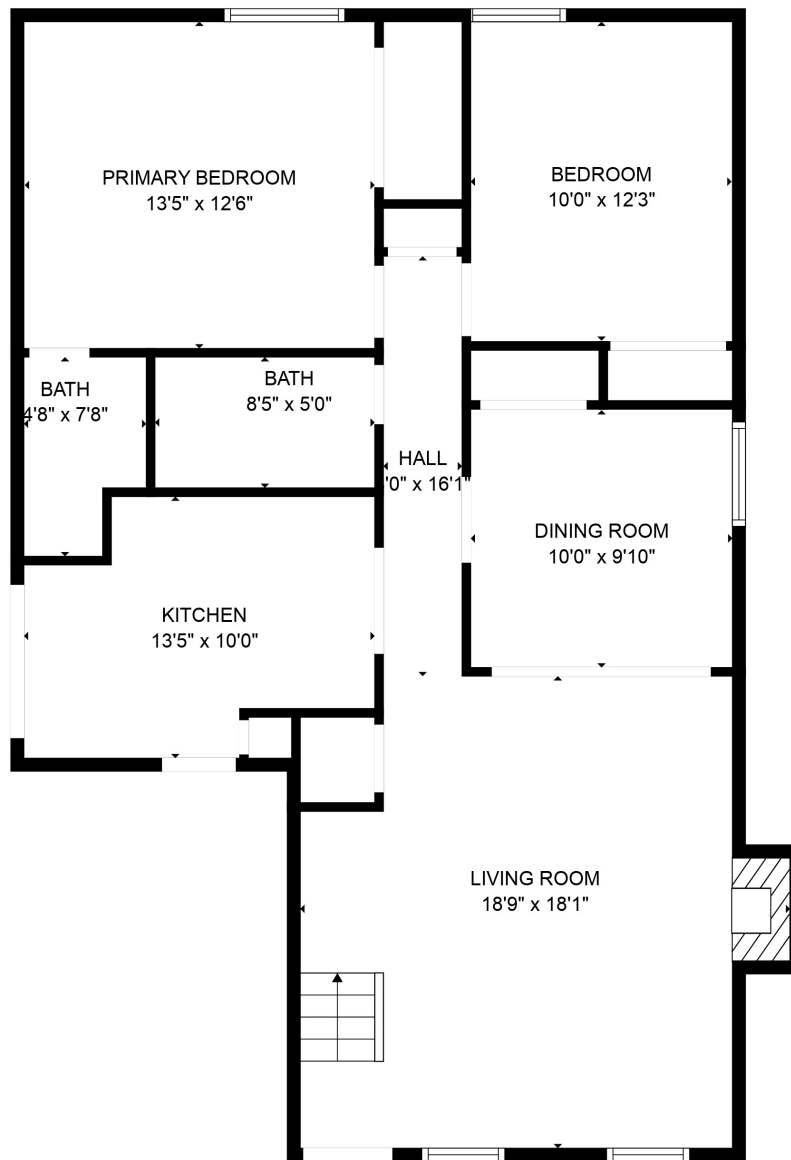 PRIMARY BEDROOM
13'5" x 12'6"
BEDROOM
10'0" x 12'3"
BATH
4'8" x 7'8"
BATH
8'5" x 5'0"
HALL
'0" x 16'1"
DINING ROOM
10'0" x 9'10"
KITCHEN
13'5" x 10'0"
LIVING ROOM
18'9" x 18'1"